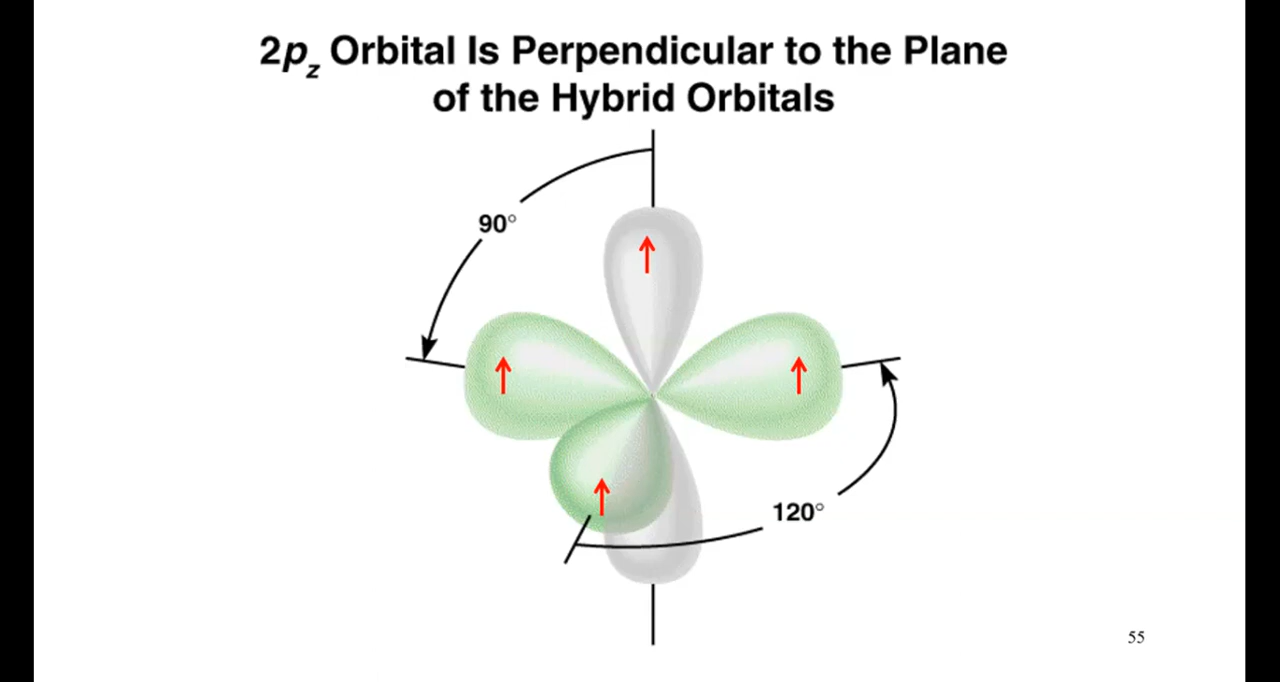 2pz Orbital Is Perpendicular to the Plane
of the Hybrid Orbitals
90°
120°
55